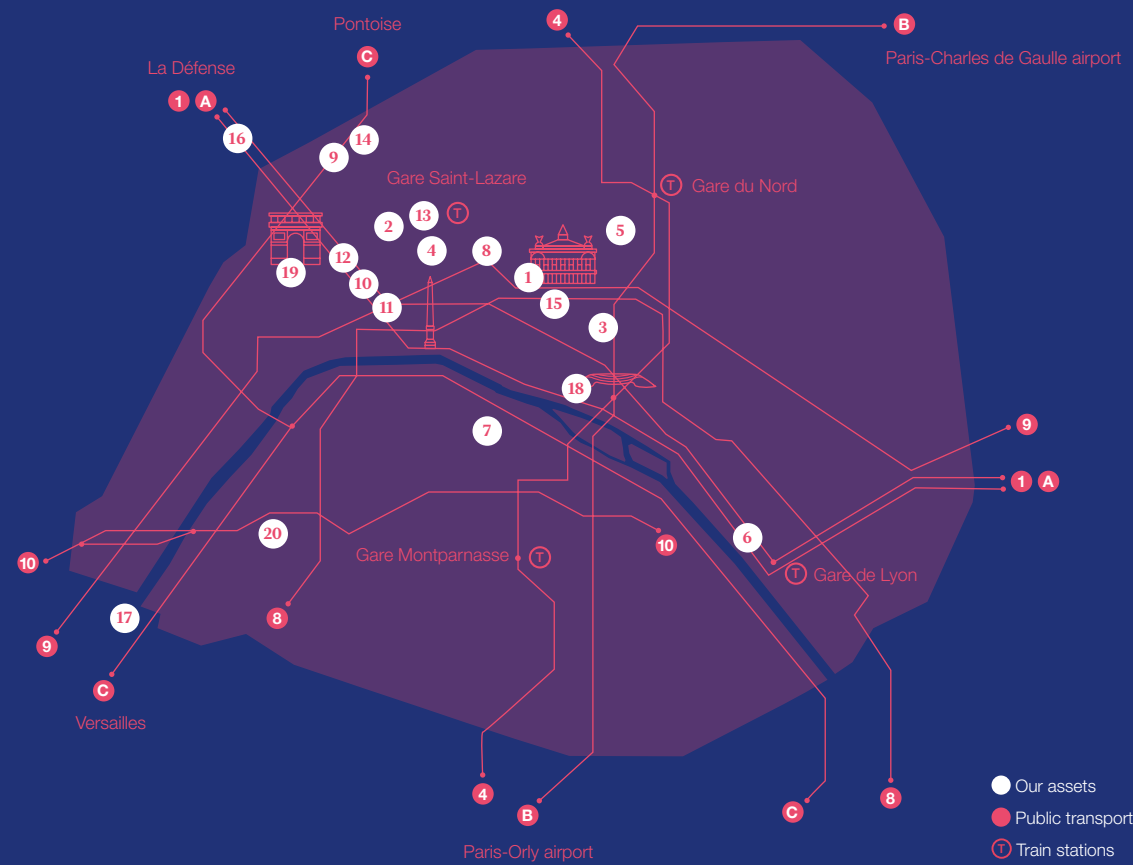 4
B
Pontoise
C
Paris-Charles de Gaulle airport
La Défense
1 A
16
14
9
Gare Saint-Lazare
T Gare du Nord
13 T
2
5
4
8
12
19
1
10
15
11
3
18
9
7
1 A
20
6
10
Gare Montparnasse T
10
T Gare de Lyon
17
8
9
C
Versailles
Our assets
4
8
B
C
Public transport
Paris-Orly airport
T Train stations